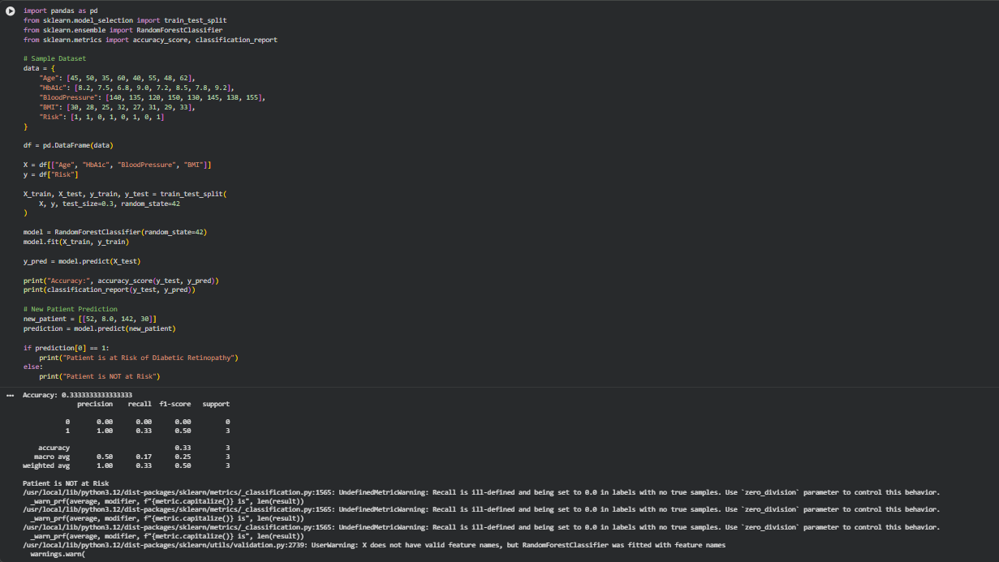 import pandas as pd
from sklearn.model_selection import train_test_split
from sklearn.ensemble import RandomForestClassifier
from sklearn.metrics import accuracy_score, classification_report
# Sample Dataset
data = {
"Age": [45, 50, 35, 60, 40, 55, 48, 62],
"HbA1c": [8.2, 7.5, 6.8, 9.0, 7.2, 8.5, 7.8, 9.2],
"BloodPressure": [140, 135, 120, 150, 130, 145, 138, 155],
"BMI": [30, 28, 25, 32, 27, 31, 29, 33],
"Risk": [1, 1, 0, 1, 0, 1, 0, 1]
}
df = pd.DataFrame(data)
X = df[["Age", "HbA1c", "BloodPressure", "BMI"]]
y = df["Risk"]
X_train, X_test, y_train, y_test = train_test_split(
X, y, test_size=0.3, random_state=42
)
model = RandomForestClassifier(random_state=42)
model.fit(X_train, y_train)
y_pred = model.predict(X_test)
print("Accuracy:", accuracy_score(y_test, y_pred))
print(classification_report(y_test, y_pred))
# New Patient Prediction
new_patient = [[52, 8.0, 142, 30]]
prediction = model.predict(new_patient)
if prediction[0] == 1:
print("Patient is at Risk of Diabetic Retinopathy")
else:
print("Patient is NOT at Risk")
... Accuracy: 0.3333333333333333
precision recall f1-score support
0 0.00 0.00 0.00 0
1 1.00 0.33 0.50 3
accuracy 0.33 3
macro avg 0.50 0.17 0.25 3
weighted avg 1.00 0.33 0.50 3
Patient is NOT at Risk
/usr/local/lib/python3.12/dist-packages/sklearn/metrics/_classification.py:1565: UndefinedMetricWarning: Recall is ill-defined and being set to 0.0 in labels with no true samples. Use `zero_division` parameter to control this behavior.
_warn_prf(average, modifier, f"{metric.capitalize()} is", len(result))
/usr/local/lib/python3.12/dist-packages/sklearn/metrics/_classification.py:1565: UndefinedMetricWarning: Recall is ill-defined and being set to 0.0 in labels with no true samples. Use `zero_division` parameter to control this behavior.
_warn_prf(average, modifier, f"{metric.capitalize()} is", len(result))
/usr/local/lib/python3.12/dist-packages/sklearn/metrics/_classification.py:1565: UndefinedMetricWarning: Recall is ill-defined and being set to 0.0 in labels with no true samples. Use `zero_division` parameter to control this behavior.
_warn_prf(average, modifier, f"{metric.capitalize()} is", len(result))
/usr/local/lib/python3.12/dist-packages/sklearn/utils/validation.py:2739: UserWarning: X does not have valid feature names, but RandomForestClassifier was fitted with feature names
warnings.warn(